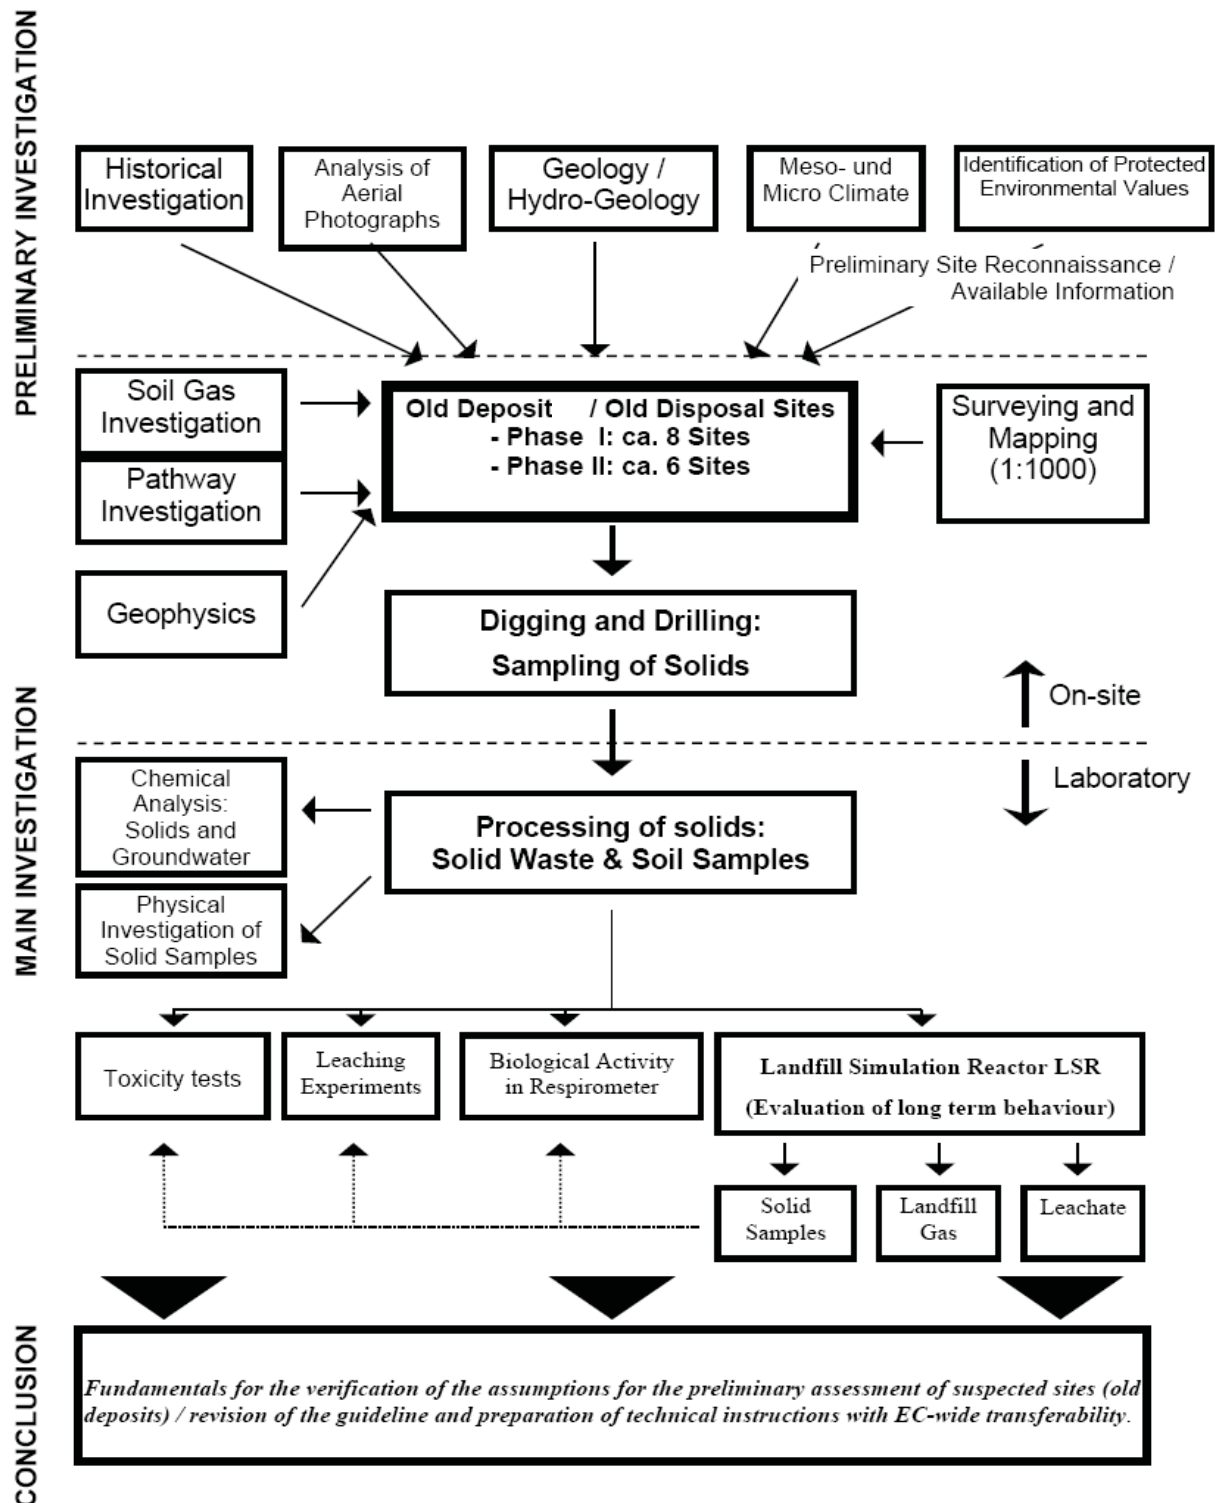 PRELIMINARY INVESTIGATION
Historical
Investigation
Analysis of
Aerial
Photographs
Geology /
Hydro-Geology
Meso- und
Micro Climate
Identification of Protected
Environmental Values
Preliminary Site Reconnaissance /
Available Information
Soil Gas
Investigation
Pathway
Investigation
Geophysics
Old Deposit / Old Disposal Sites
- Phase I: ca. 8 Sites
- Phase II: ca. 6 Sites
Surveying and
Mapping
(1:1000)
Digging and Drilling:
Sampling of Solids
On-site
Laboratory
MAIN INVESTIGATION
Chemical
Analysis:
Solids and
Groundwater
Physical
Investigation of
Solid Samples
Processing of solids:
Solid Waste & Soil Samples
Toxicity tests
Leaching
Experiments
Biological Activity
in Respirometer
Landfill Simulation Reactor LSR
(Evaluation of long term behaviour)
Solid
Samples
Landfill
Gas
Leachate
CONCLUSION
Fundamentals for the verification of the assumptions for the preliminary assessment of suspected sites (old
deposits) / revision of the guideline and preparation of technical instructions with EC-wide transferability.